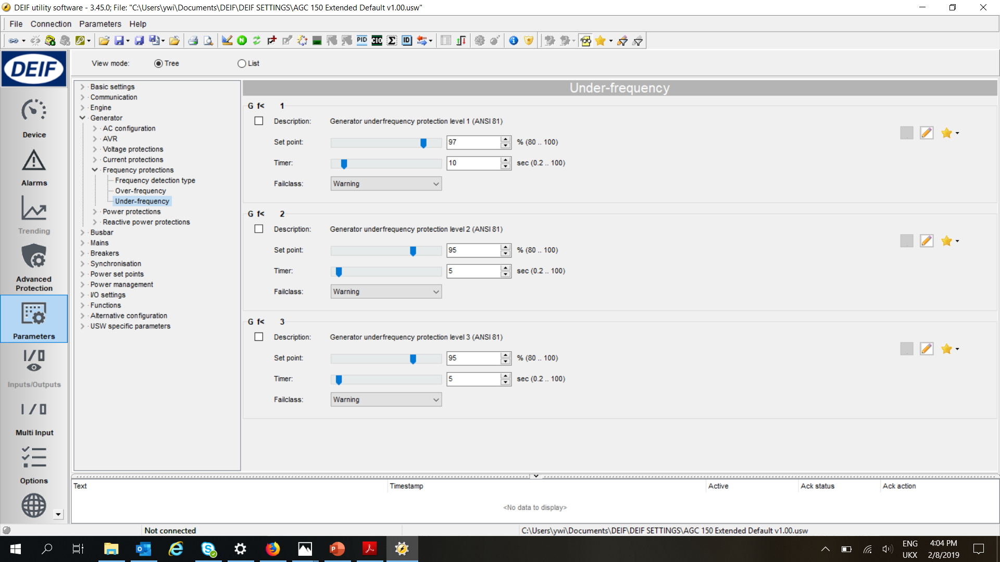 DEIF utility software - 3.45.0; File: "C:\Users\ywi\Documents\DEIF\DEIF SETTINGS\AGC 150 Extended Default v1.00.usw"
File Connection Parameters Help
PID CIO Σ ID
DEIF
View mode: Tree List
Device
Alarms
Trending
Advanced
Protection
Parameters
I/O
Inputs/Outputs
I/O
Multi Input
Options
Basic settings
Communication
Engine
Generator
AC configuration
AVR
Voltage protections
Current protections
Frequency protections
Frequency detection type
Over-frequency
Under-frequency
Power protections
Reactive power protections
Busbar
Mains
Breakers
Synchronisation
Power set points
Power management
I/O settings
Functions
Alternative configuration
USW specific parameters
Under-frequency
G f< 1
Description: Generator underfrequency protection level 1 (ANSI 81)
Set point: 97 % (80 .. 100)
Timer: 10 sec (0.2 .. 100)
Failclass: Warning
G f< 2
Description: Generator underfrequency protection level 2 (ANSI 81)
Set point: 95 % (80 .. 100)
Timer: 5 sec (0.2 .. 100)
Failclass: Warning
G f< 3
Description: Generator underfrequency protection level 3 (ANSI 81)
Set point: 95 % (80 .. 100)
Timer: 5 sec (0.2 .. 100)
Failclass: Warning
Text Timestamp Active Ack status Ack action
<No data to display>
Not connected C:\Users\ywi\Documents\DEIF\DEIF SETTINGS\AGC 150 Extended Default v1.00.usw
ENG 4:04 PM
UKX 2/8/2019